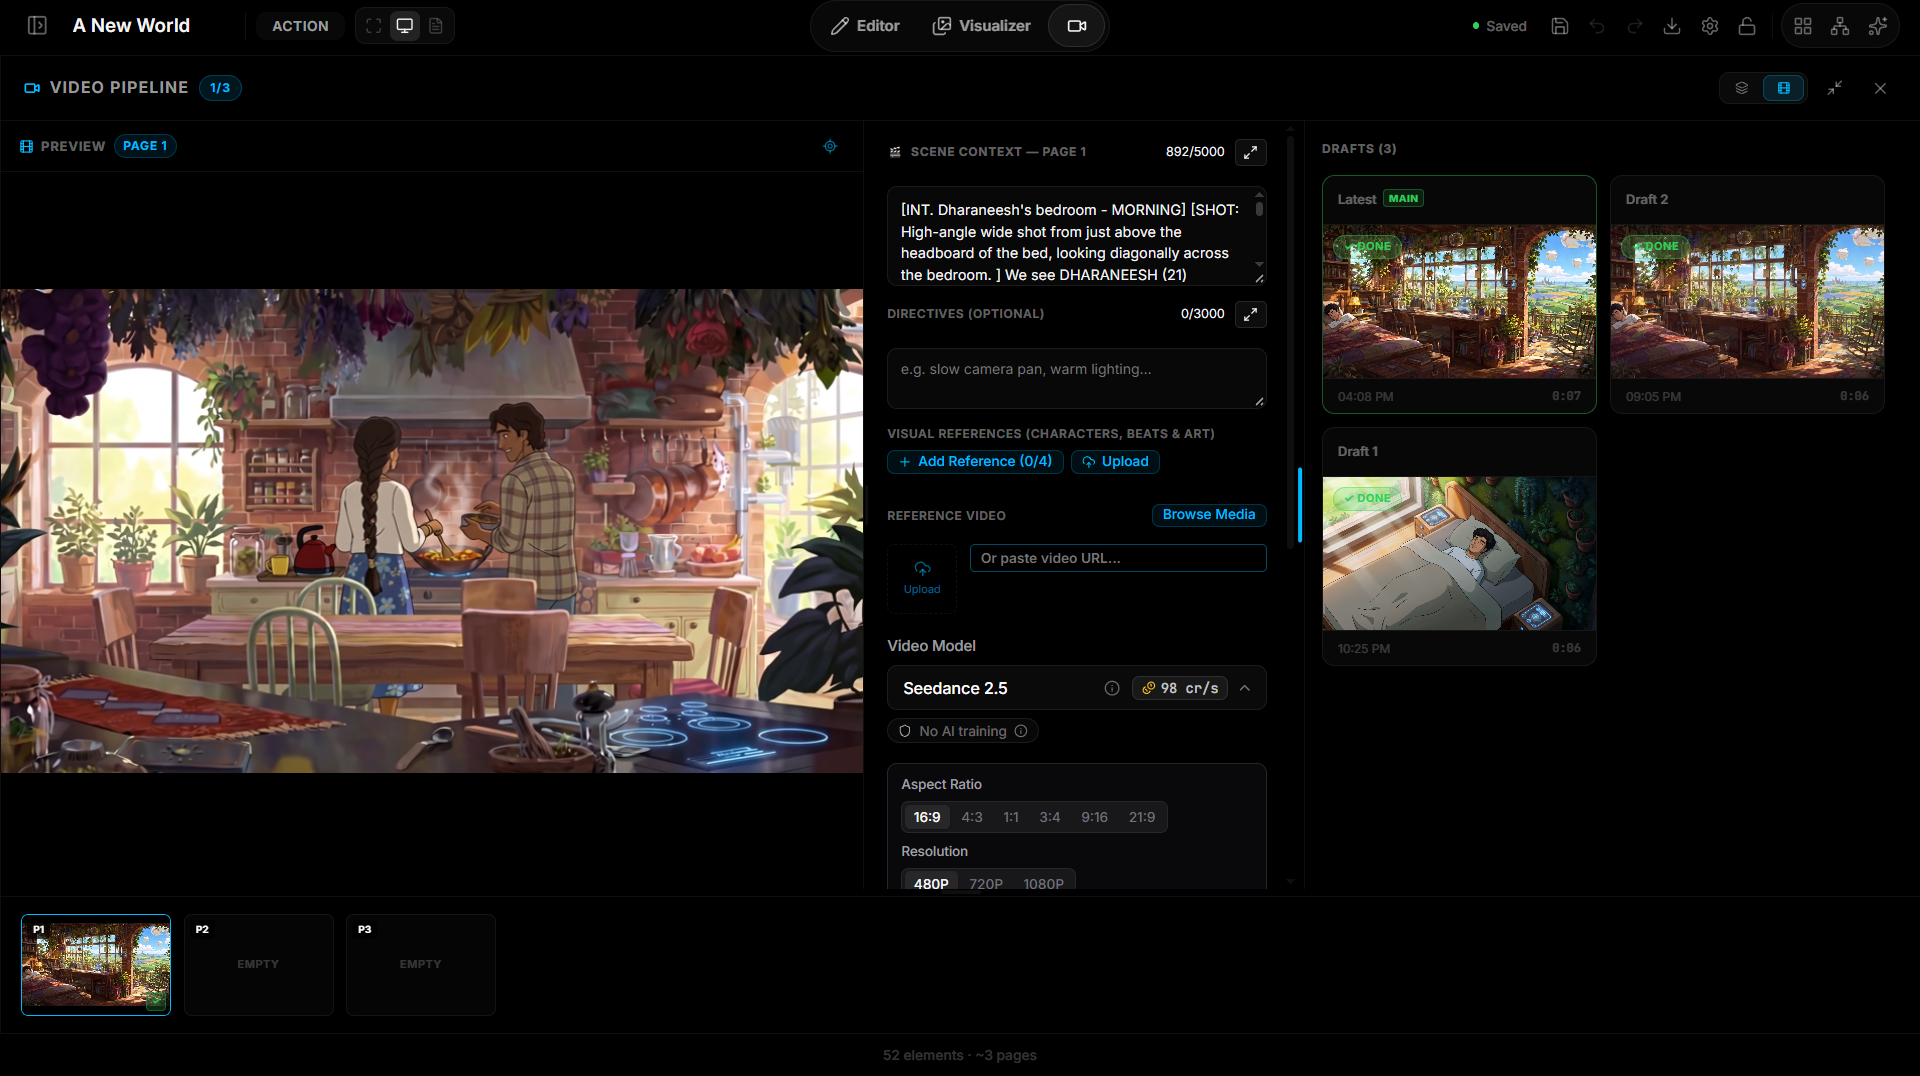 A New World
ACTION
Editor
Visualizer
Saved
VIDEO PIPELINE
1/3
PREVIEW
PAGE 1
SCENE CONTEXT — PAGE 1
892/5000
[INT. Dharaneesh's bedroom - MORNING] [SHOT:
High-angle wide shot from just above the
headboard of the bed, looking diagonally across
the bedroom. ] We see DHARANEESH (21)
DIRECTIVES (OPTIONAL)
0/3000
e.g. slow camera pan, warm lighting...
VISUAL REFERENCES (CHARACTERS, BEATS & ART)
Add Reference (0/4)
Upload
REFERENCE VIDEO
Browse Media
Upload
Or paste video URL...
Video Model
Seedance 2.5
98 cr/s
No AI training
Aspect Ratio
16:9 4:3 1:1 3:4 9:16 21:9
Resolution
480P 720P 1080P
DRAFTS (3)
Latest MAIN
DONE
04:08 PM 0:07
Draft 2
DONE
09:05 PM 0:06
Draft 1
DONE
10:25 PM 0:06
P1
P2
EMPTY
P3
EMPTY
52 elements · ~3 pages